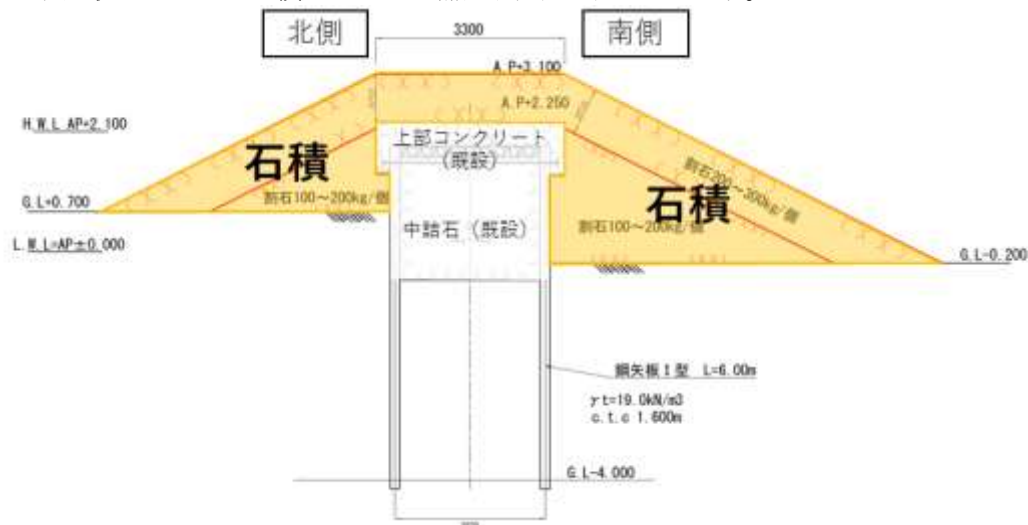 北側
3300
南側
A.P+3.100
A.P+2.250
H.W.L AP+2.100
上部コンクリート
(既設)
石積
割石200～300kg/個
石積
G.L+0.700
割石100～200kg/個
中詰石（既設）
割石100～200kg/個
L.W.L=AP±0.000
G.L-0.200
鋼矢板Ⅰ型 L=6.00m
γt=19.0kN/m3
c.t.c 1.600m
G.L-4.000